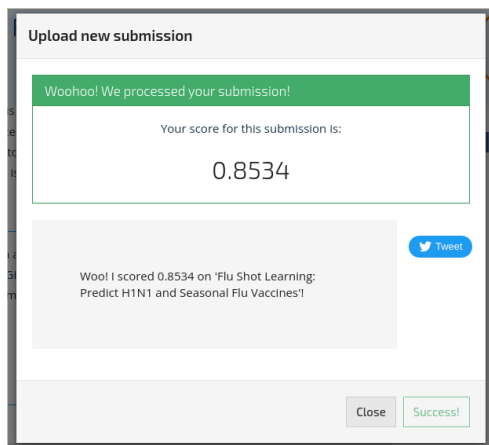 Upload new submission
Woohoo! We processed your submission!
Your score for this submission is:
0.8534
Tweet
Woo! I scored 0.8534 on 'Flu Shot Learning:
Predict H1N1 and Seasonal Flu Vaccines'!
Close
Success!